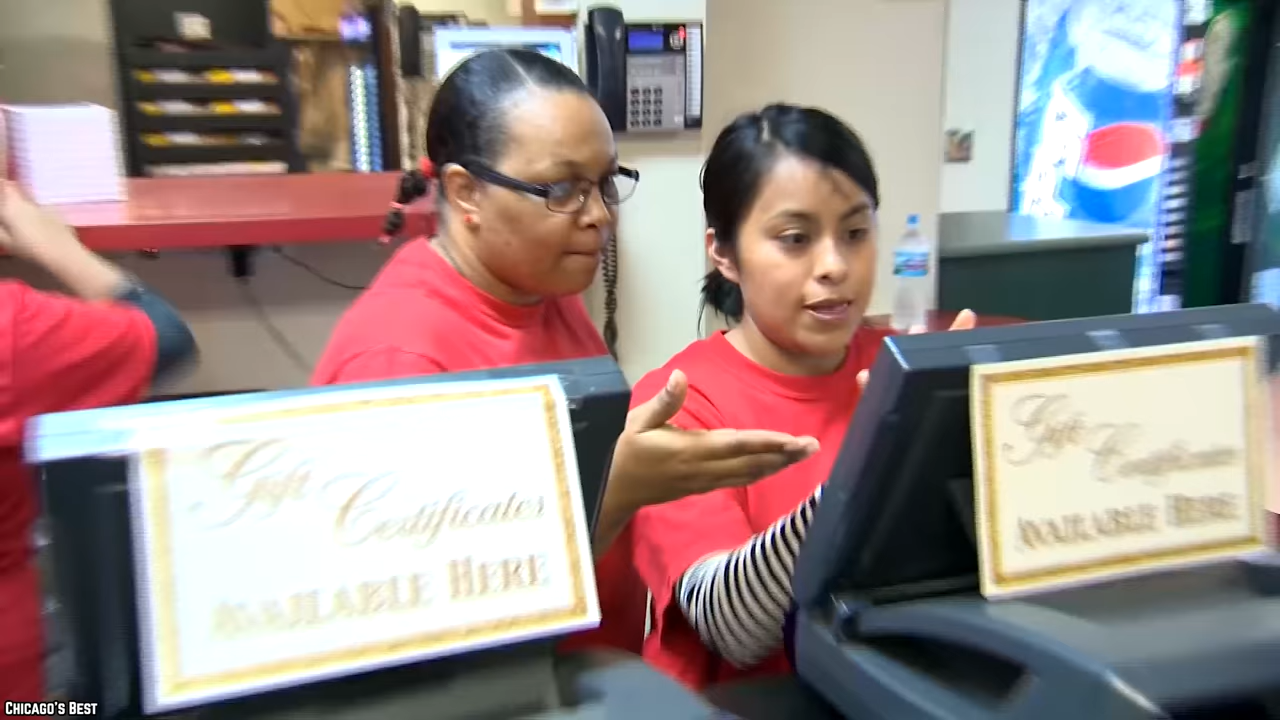 Gift Certificates
AVAILABLE HERE
Gift Certificates
AVAILABLE HERE
CHICAGO'S BEST